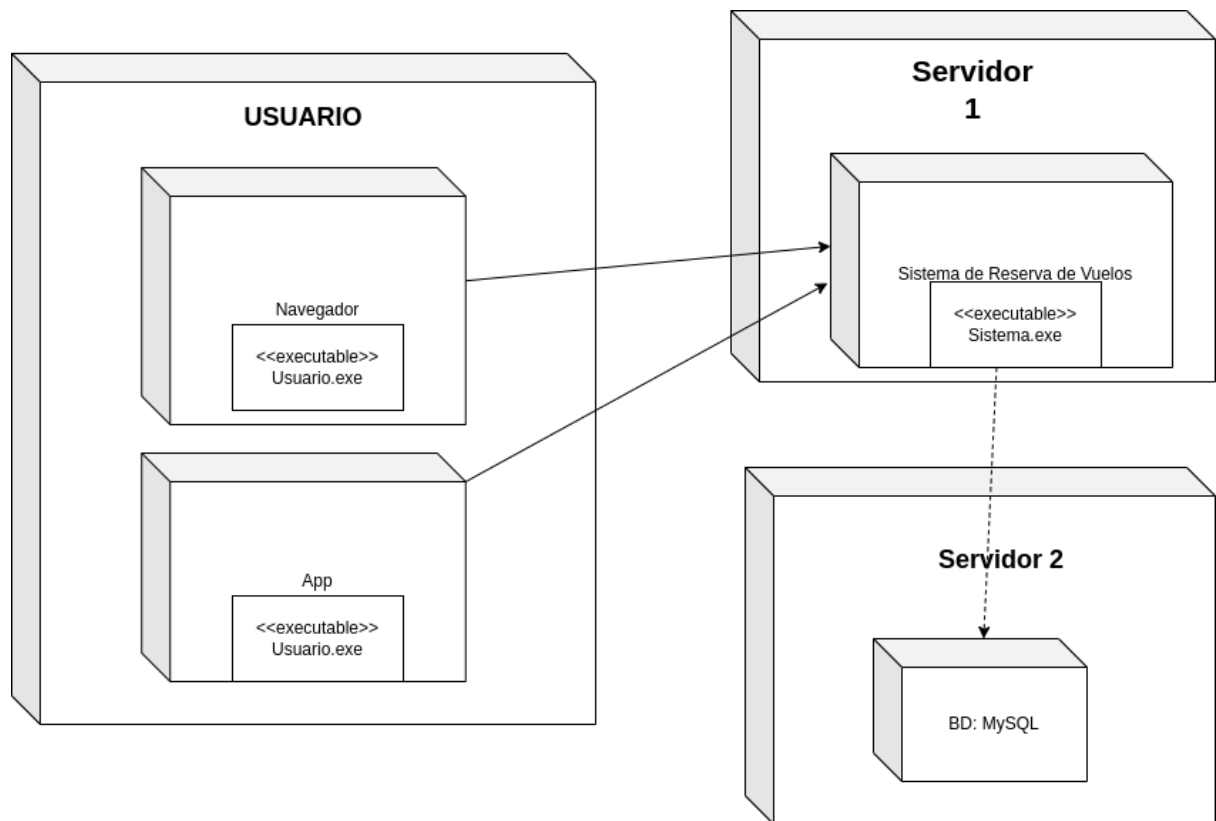 USUARIO
Navegador
<<executable>>
Usuario.exe
App
<<executable>>
Usuario.exe
Servidor
1
Sistema de Reserva de Vuelos
<<executable>>
Sistema.exe
Servidor 2
BD: MySQL